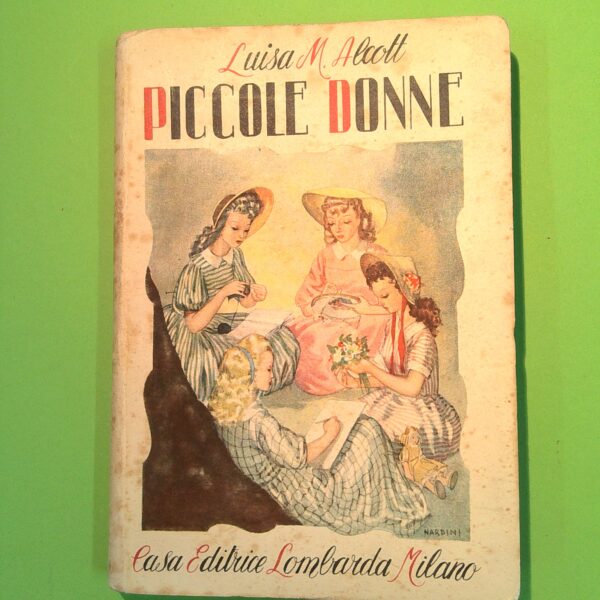 Luisa M. Alcott
PICCOLE DONNE
NARDINI
Casa Editrice Lombarda Milano